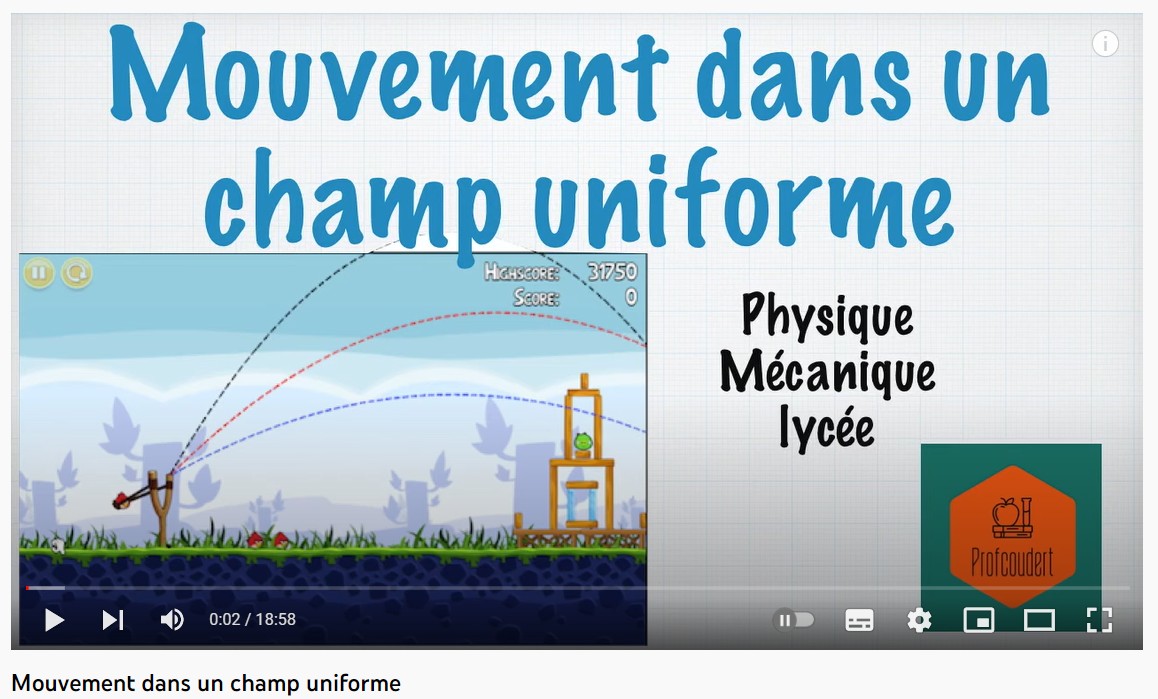 Mouvement dans un
champ uniforme
HIGHSCORE: 31750
SCORE: 0
Physique
Mécanique
lycée
Profcoudert
0:02 / 18:58
Mouvement dans un champ uniforme